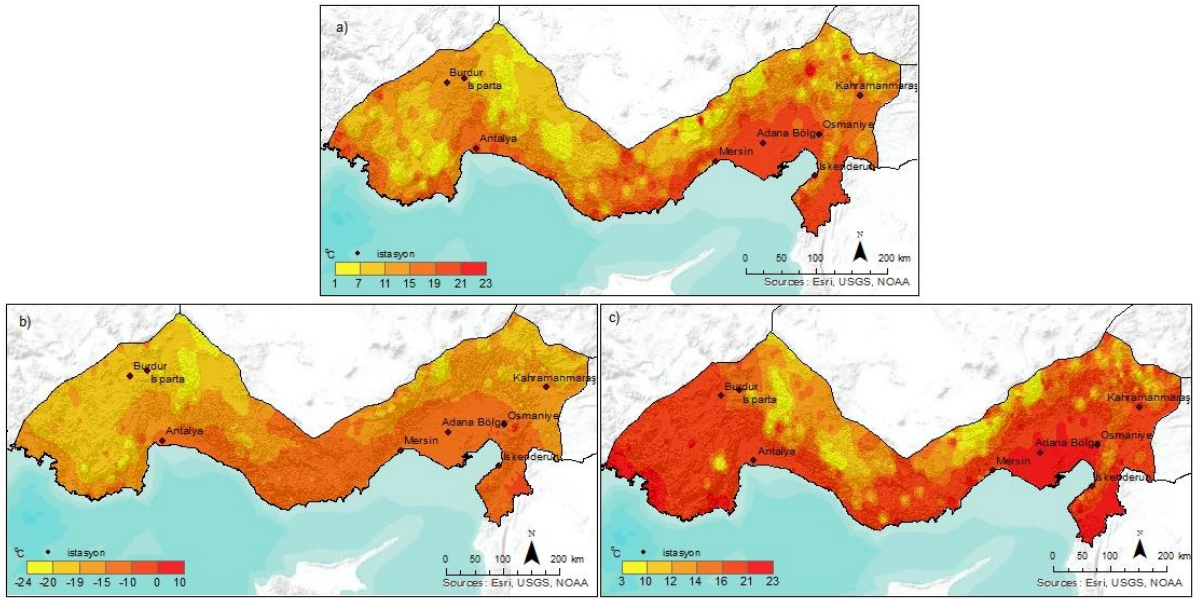 a)
Burdur
Isparta
Kahramanmaraş
Antalya
Adana Bölge
Osmaniye
Mersin
İskenderun
°C istasyon
1 7 11 15 19 21 23
N
0 50 100 200 km
Sources: Esri, USGS, NOAA
b)
Burdur
Isparta
Kahramanmaraş
Antalya
Adana Bölge
Osmaniye
Mersin
İskenderun
°C istasyon
-24 -20 -19 -15 -10 0 10
N
0 50 100 200 km
Sources: Esri, USGS, NOAA
c)
Burdur
Isparta
Kahramanmaraş
Antalya
Adana Bölge
Osmaniye
Mersin
İskenderun
°C istasyon
3 10 12 14 16 21 23
N
0 50 100 200 km
Sources: Esri, USGS, NOAA